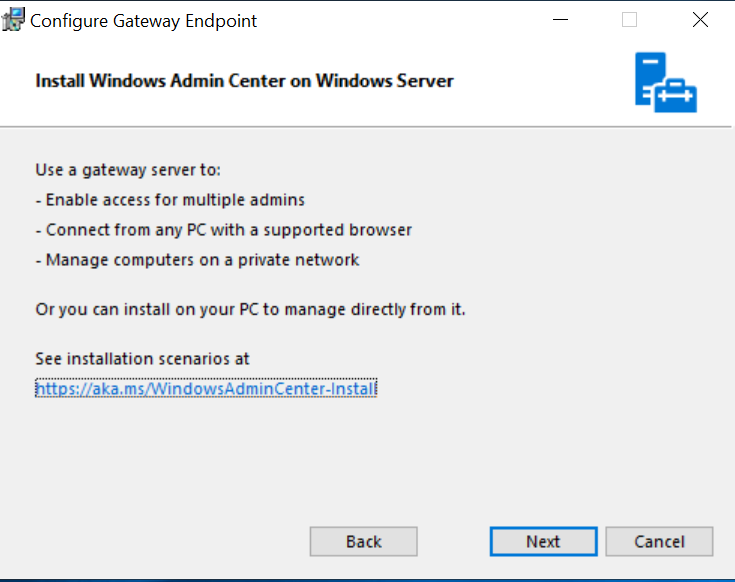 Configure Gateway Endpoint
Install Windows Admin Center on Windows Server
Use a gateway server to:
- Enable access for multiple admins
- Connect from any PC with a supported browser
- Manage computers on a private network
Or you can install on your PC to manage directly from it.
See installation scenarios at
https://aka.ms/WindowsAdminCenter-Install
Back
Next
Cancel